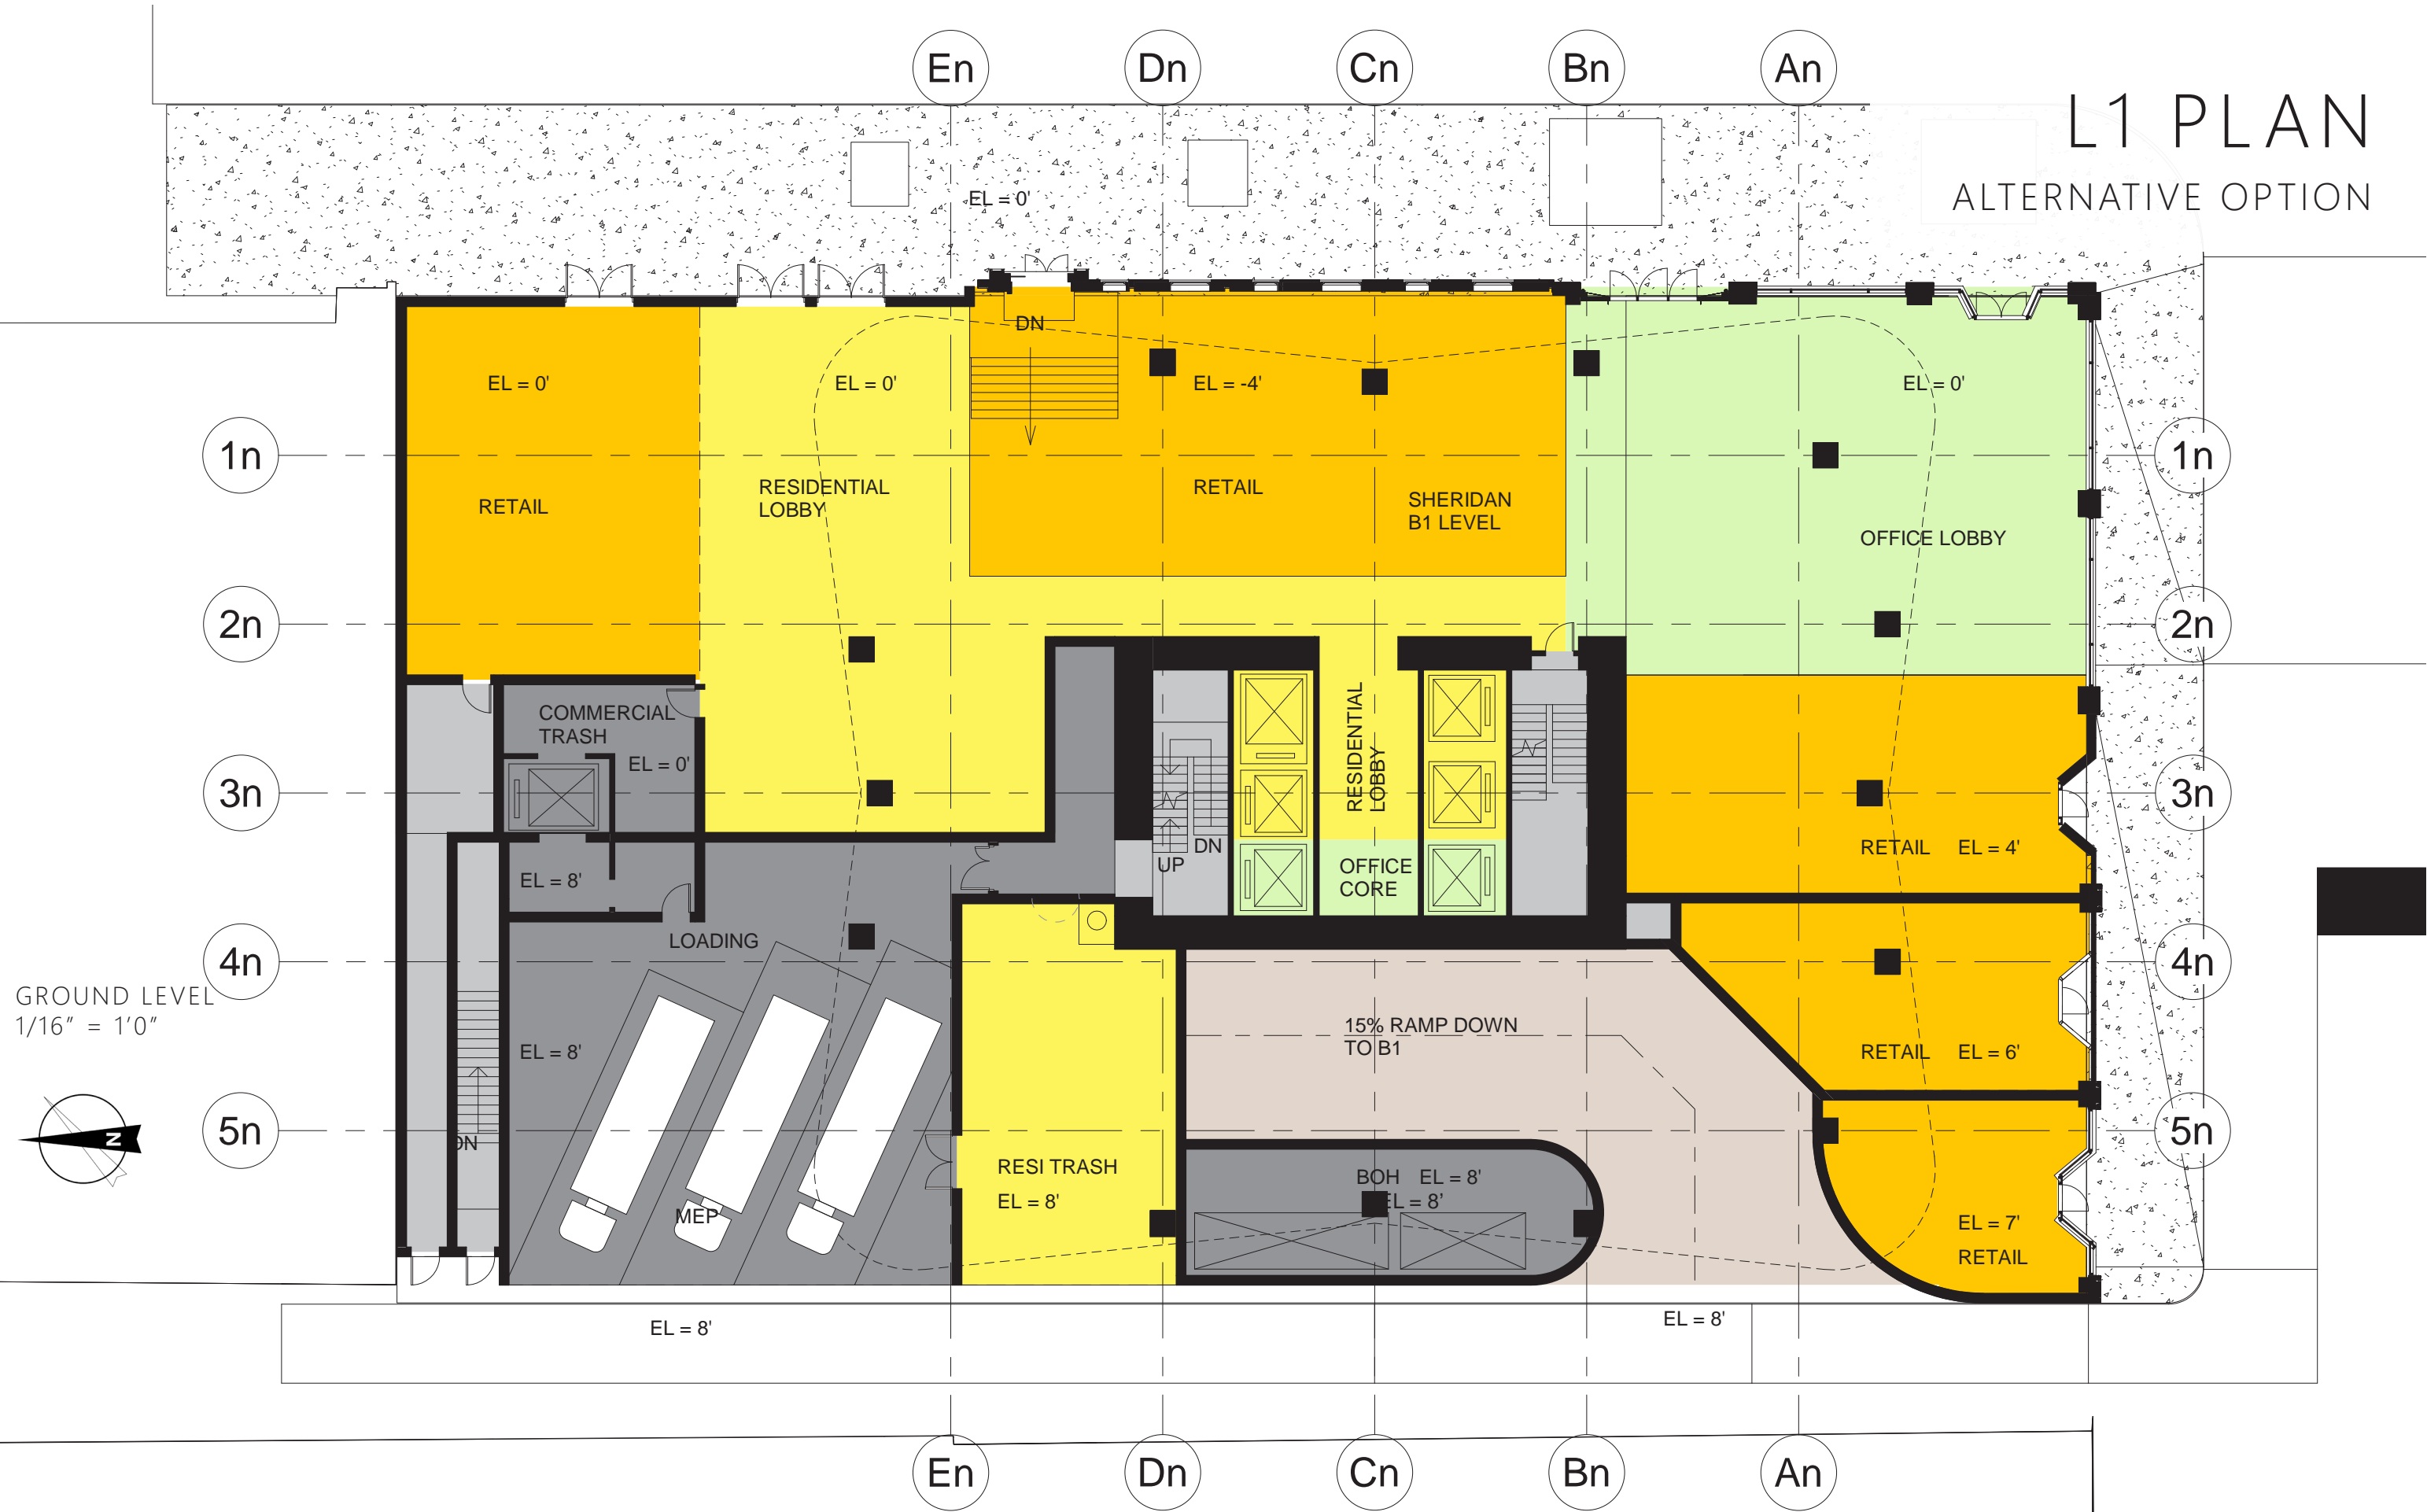 En Dn Cn Bn An
L1 PLAN
ALTERNATIVE OPTION
EL = 0'
DN
EL = 0'
EL = 0'
EL = -4'
EL = 0'
1n
1n
RETAIL
RESIDENTIAL
LOBBY
RETAIL
SHERIDAN
B1 LEVEL
OFFICE LOBBY
2n
2n
COMMERCIAL
TRASH
EL = 0'
RESIDENTIAL
LOBBY
3n
3n
UP
DN
RETAIL EL = 4'
EL = 8'
OFFICE
CORE
LOADING
4n
4n
GROUND LEVEL
1/16" = 1'0"
EL = 8'
15% RAMP DOWN
TO B1
RETAIL EL = 6'
N
5n
5n
DN
RESI TRASH
EL = 8'
BOH EL = 8'
EL = 8'
MEP
EL = 7'
RETAIL
EL = 8'
EL = 8'
En Dn Cn Bn An